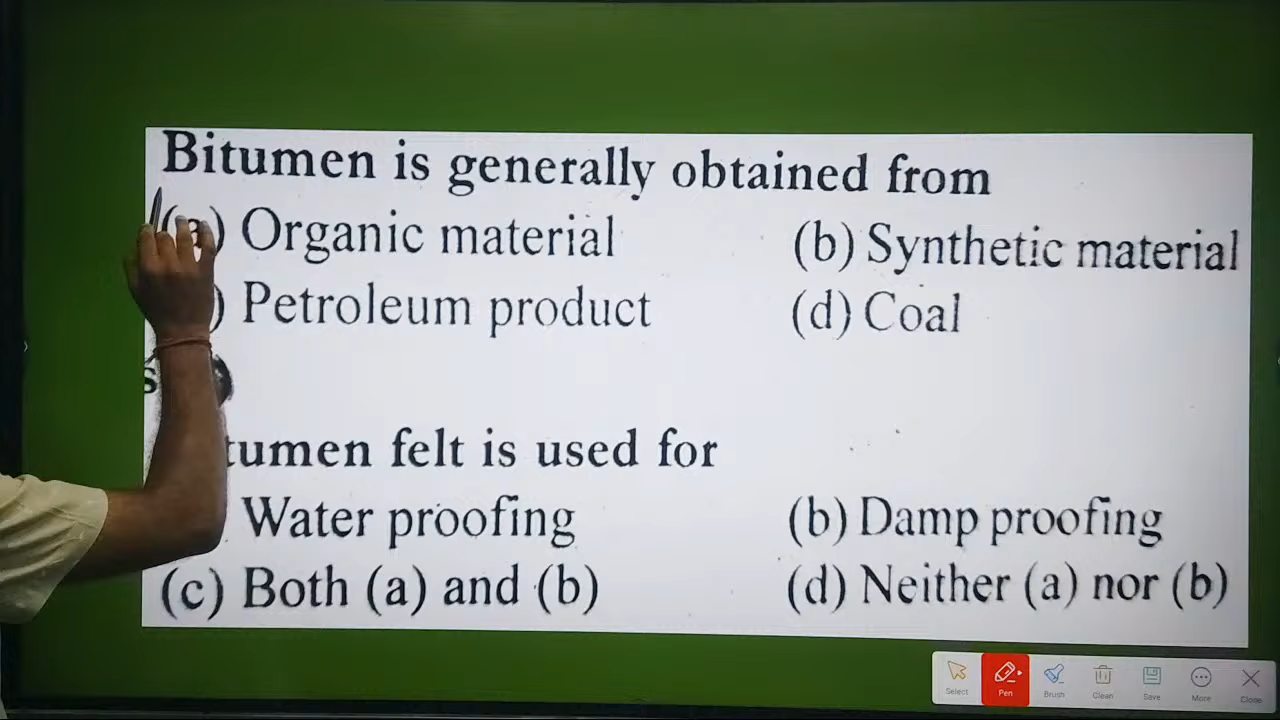 Bitumen is generally obtained from
Organic material (b) Synthetic material
Petroleum product (d) Coal
felt is used for
Water proofing (b) Damp proofing
(c) Both (a) and (b) (d) Neither (a) nor (b)
Select Pen Brush Clean Save More Close